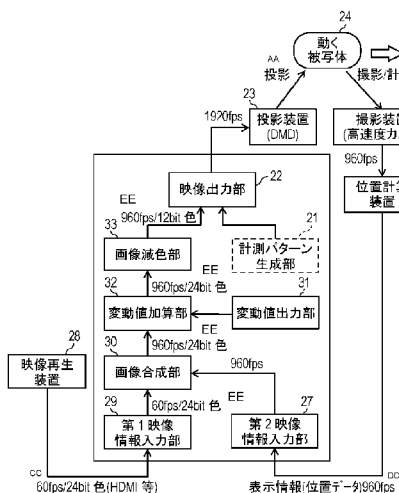 24
動く
被写体
AA
投影
撮影/計
23
投影装置
(DMD)
撮影装置
(高速度カ
1920fps
960fps
映像出力部
22
位置計算
装置
EE
960fps/12bit 色
21
計測パターン
生成部
33
画像減色部
EE
960fps/24bit 色
32
変動値加算部
31
変動値出力部
EE
960fps/24bit 色
28
映像再生
装置
30
画像合成部
960fps
EE
60fps/24bit 色
29
第1映像
情報入力部
27
第2映像
情報入力部
CC
60fps/24bit 色(HDMI 等)
表示情報(位置データ)960fps
DD